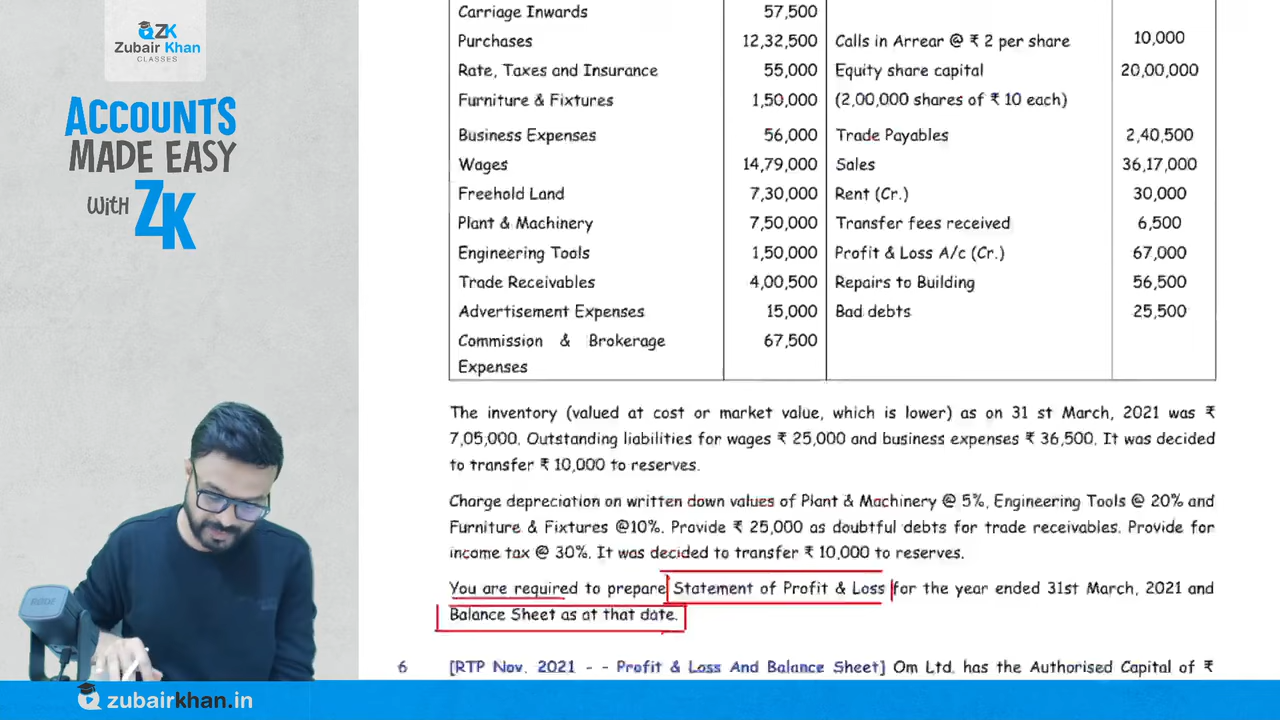 ZK
Zubair Khan
CLASSES
ACCOUNTS
MADE EASY
WITH ZK
Carriage Inwards 57,500
Purchases 12,32,500 Calls in Arrear @ ₹ 2 per share 10,000
Rate, Taxes and Insurance 55,000 Equity share capital 20,00,000
Furniture & Fixtures 1,50,000 (2,00,000 shares of ₹ 10 each)
Business Expenses 56,000 Trade Payables 2,40,500
Wages 14,79,000 Sales 36,17,000
Freehold Land 7,30,000 Rent (Cr.) 30,000
Plant & Machinery 7,50,000 Transfer fees received 6,500
Engineering Tools 1,50,000 Profit & Loss A/c (Cr.) 67,000
Trade Receivables 4,00,500 Repairs to Building 56,500
Advertisement Expenses 15,000 Bad debts 25,500
Commission & Brokerage 67,500
Expenses
The inventory (valued at cost or market value, which is lower) as on 31 st March, 2021 was ₹
7,05,000. Outstanding liabilities for wages ₹ 25,000 and business expenses ₹ 36,500. It was decided
to transfer ₹ 10,000 to reserves.
Charge depreciation on written down values of Plant & Machinery @ 5%, Engineering Tools @ 20% and
Furniture & Fixtures @10%. Provide ₹ 25,000 as doubtful debts for trade receivables. Provide for
income tax @ 30%. It was decided to transfer ₹ 10,000 to reserves.
You are required to prepare Statement of Profit & Loss for the year ended 31st March, 2021 and
Balance Sheet as at that date.
6 [RTP Nov. 2021 - - Profit & Loss And Balance Sheet] Om Ltd. has the Authorised Capital of ₹
RODE
zubairkhan.in